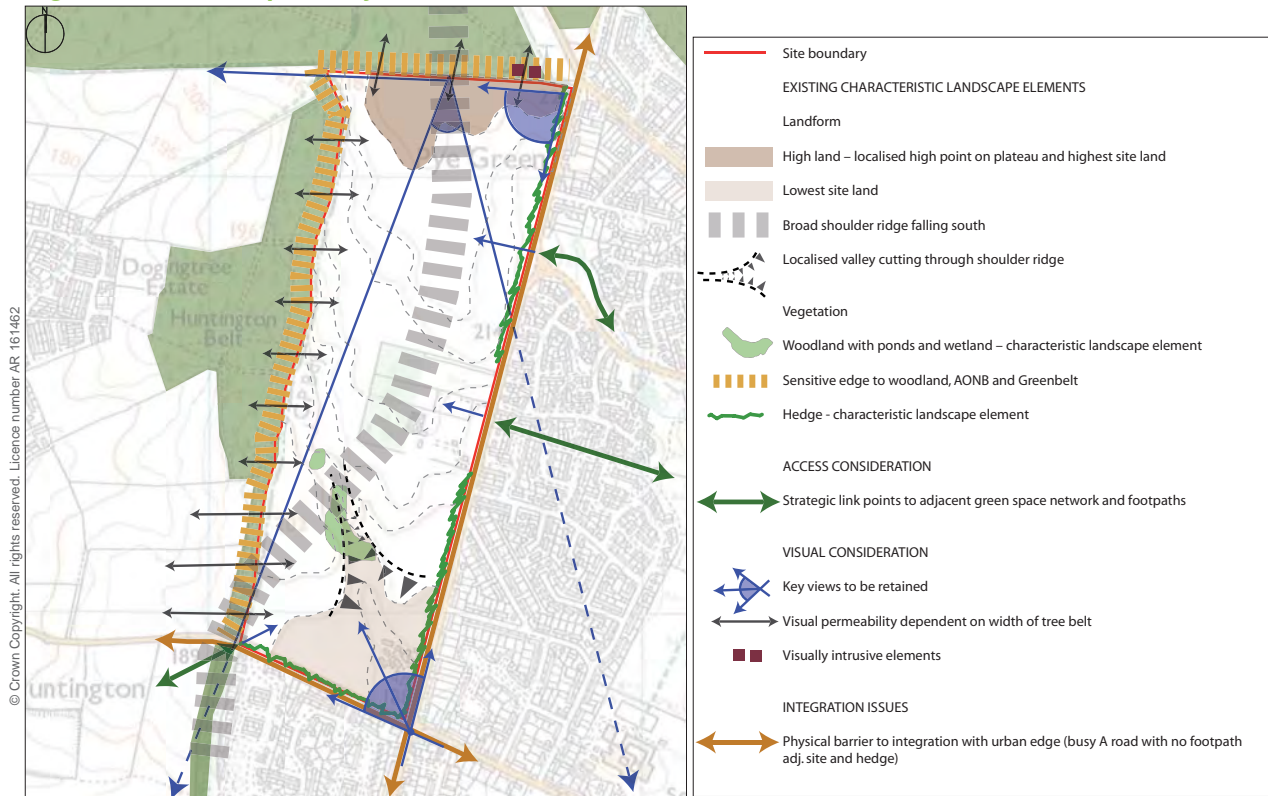 N
© Crown Copyright. All rights reserved. Licence number AR 161462
205
190
195
196
Pye Green
Dogingtree
Estate
Huntington
Belt
214
189
untington
Site boundary
EXISTING CHARACTERISTIC LANDSCAPE ELEMENTS
Landform
High land – localised high point on plateau and highest site land
Lowest site land
Broad shoulder ridge falling south
Localised valley cutting through shoulder ridge
Vegetation
Woodland with ponds and wetland – characteristic landscape element
Sensitive edge to woodland, AONB and Greenbelt
Hedge - characteristic landscape element
ACCESS CONSIDERATION
Strategic link points to adjacent green space network and footpaths
VISUAL CONSIDERATION
Key views to be retained
Visual permeability dependent on width of tree belt
Visually intrusive elements
INTEGRATION ISSUES
Physical barrier to integration with urban edge (busy A road with no footpath
adj. site and hedge)